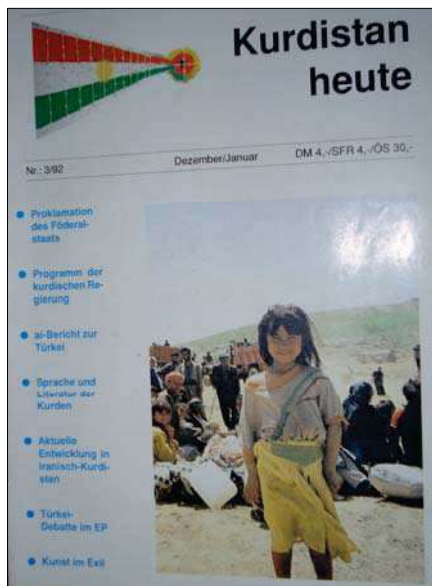 Kurdistan
heute
Nr.: 3/92
Dezember/Januar
DM 4,-/SFR 4,-/ÖS 30,-
Proklamation
des Föderal-
staats
Programm der
kurdischen Re-
gierung
ai-Bericht zur
Türkei
Sprache und
Literatur der
Kurden
Aktuelle
Entwicklung in
Iranisch-Kurdi-
stan
Türkei-
Debatte im EP
Kunst im Exil